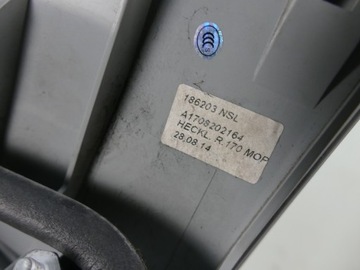 186203 NSL
A1708202164
HECKL. R.170 MOP
28.08.14